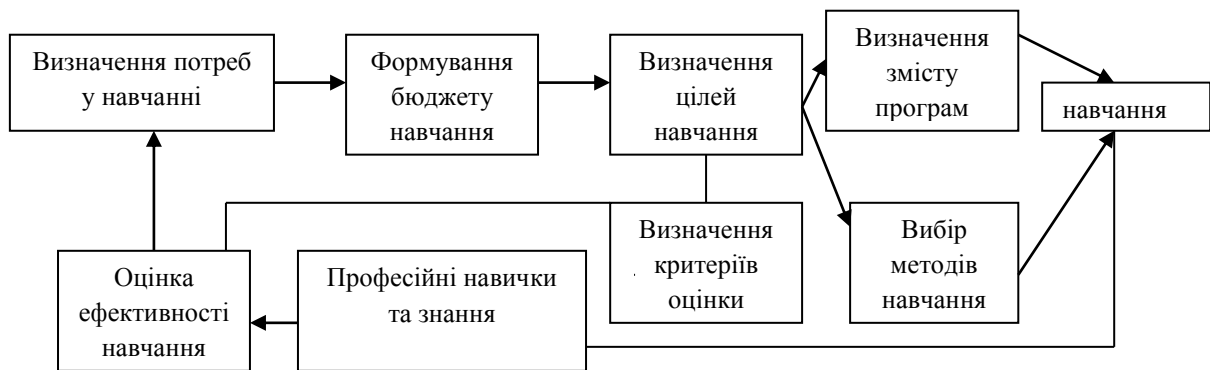 Визначення потреб
у навчанні
Формування
бюджету
навчання
Визначення
цілей
навчання
Визначення
змісту
програм
навчання
Оцінка
ефективності
навчання
Професійні навички
та знання
Визначення
критеріїв
оцінки
Вибір
методів
навчання